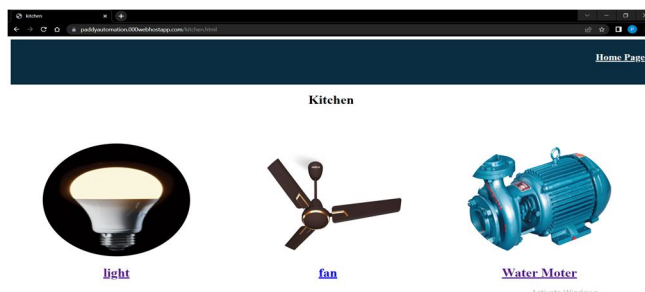 kitchen
paddyautomation.000webhostapp.com/kitchen.html
Home Page
Kitchen
light
fan
Water Moter